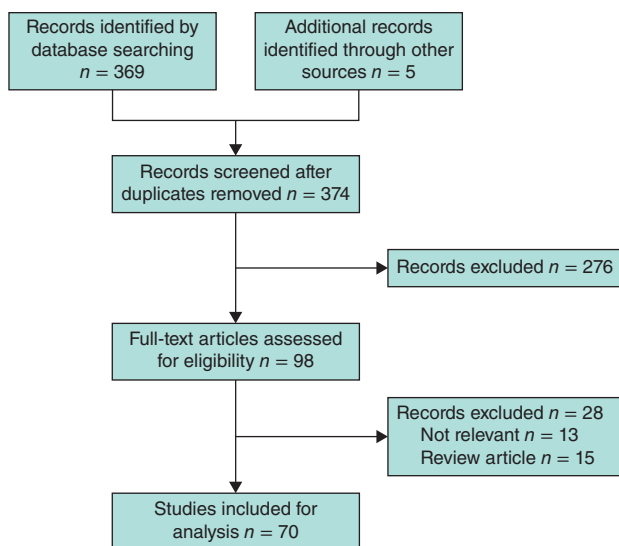 Records identified by
database searching
n = 369
Additional records
identified through other
sources n = 5
Records screened after
duplicates removed n = 374
Records excluded n = 276
Full-text articles assessed
for eligibility n = 98
Records excluded n = 28
Not relevant n = 13
Review article n = 15
Studies included for
analysis n = 70